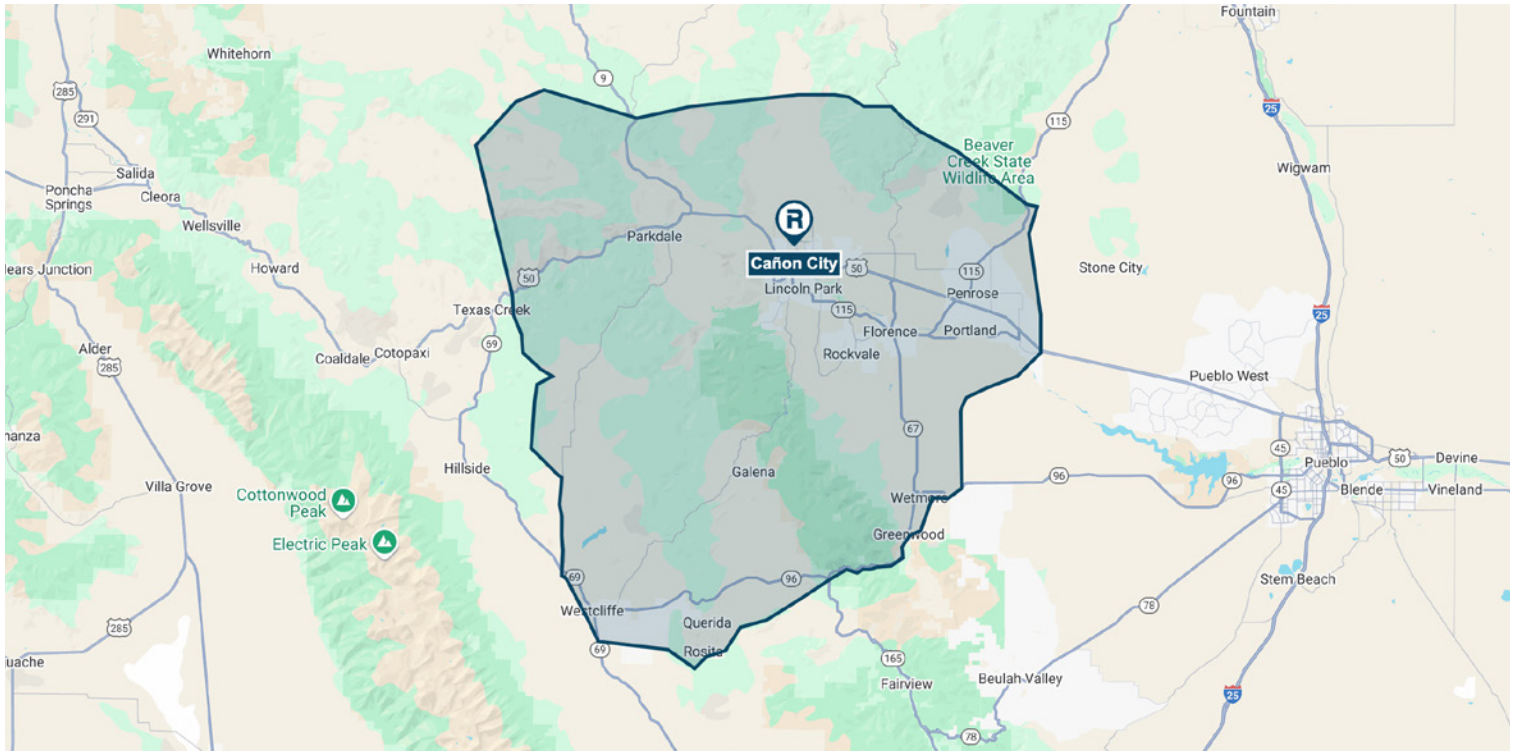 Fountain
Whitehorn
9
285
25
291
115
Beaver
Creek State
Wildlife Area
Wigwam
Salida
Poncha
Springs
Cleora
Wellsville
R
Parkdale
Cañon City
50
Howard
50
115
Stone City
Lincoln Park
Penrose
Texas Creek
115
25
Florence
Portland
69
Rockvale
Alder
Coaldale
Cotopaxi
285
Pueblo West
67
45
Hillside
Galena
96
Pueblo
50
Devine
Villa Grove
96
45
Blende
Vineland
Cottonwood
Peak
Wetmore
Electric Peak
Greenwood
69
96
Stem Beach
Westcliffe
78
Querida
285
69
Rosita
165
Fairview
Beulah Valley
25
78